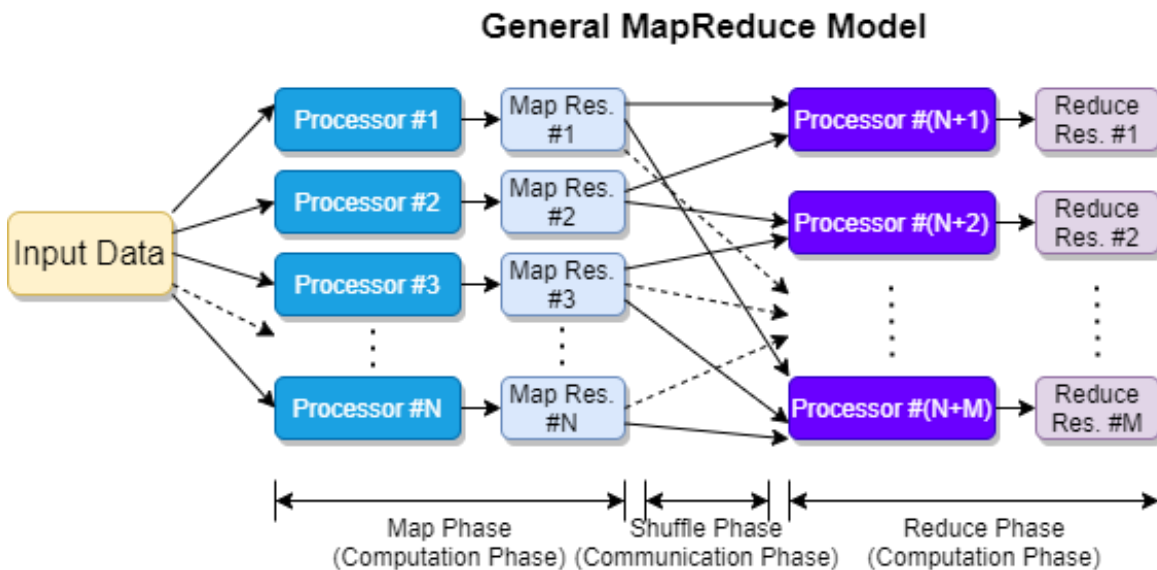 General MapReduce Model
Input Data
Processor #1
Processor #2
Processor #3
Processor #N
Map Res.
#1
Map Res.
#2
Map Res.
#3
Map Res.
#N
Processor #(N+1)
Processor #(N+2)
Processor #(N+M)
Reduce
Res. #1
Reduce
Res. #2
Reduce
Res. #M
Map Phase
(Computation Phase)
Shuffle Phase
(Communication Phase)
Reduce Phase
(Computation Phase)